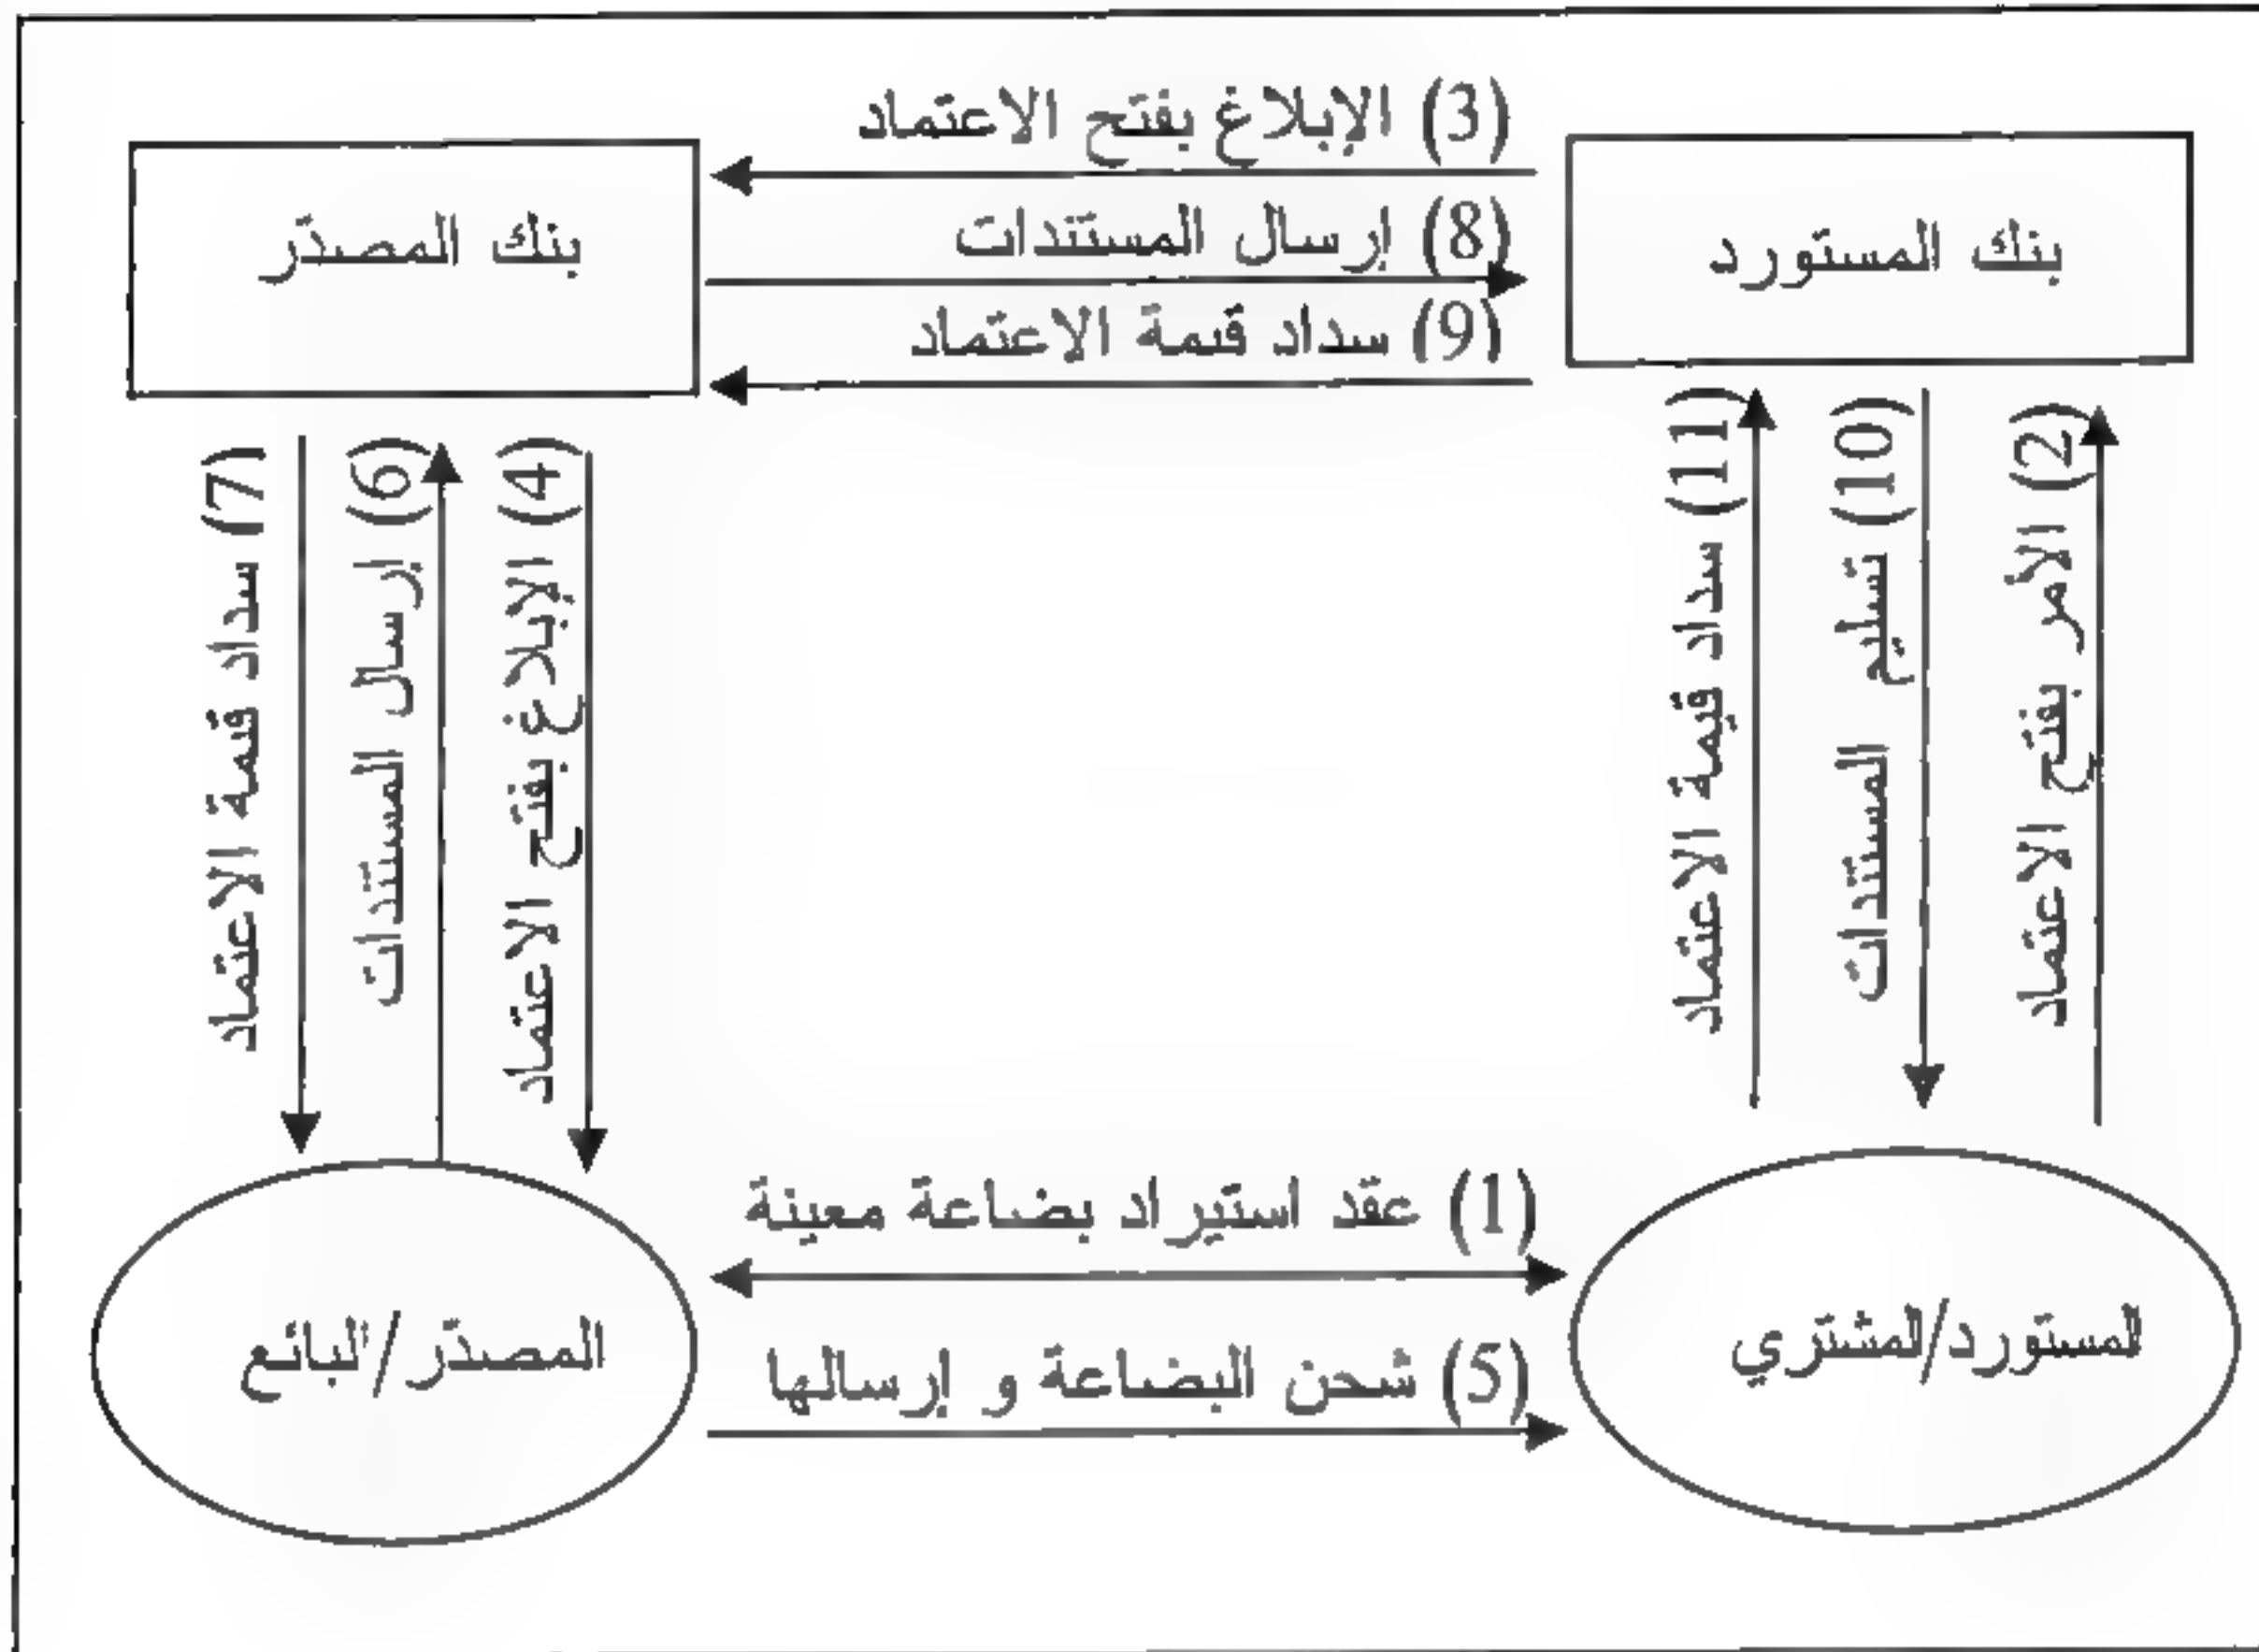 (3) الإبلاغ بفتح الاعتماد
بنك المستورد
(8) إرسال المستندات
بنك المصدّر
(9) سداد قيمة الاعتماد
(2) الأمر بفتح الاعتماد
(10) تسليم المستندات
(11) سداد قيمة الاعتماد
(4) الإبلاغ بفتح الاعتماد
(6) إرسال المستندات
(7) سداد قيمة الاعتماد
(1) عقد استيراد بضاعة معينة
المستورد/المشتري
المصدّر/البائع
(5) شحن البضاعة و إرسالها